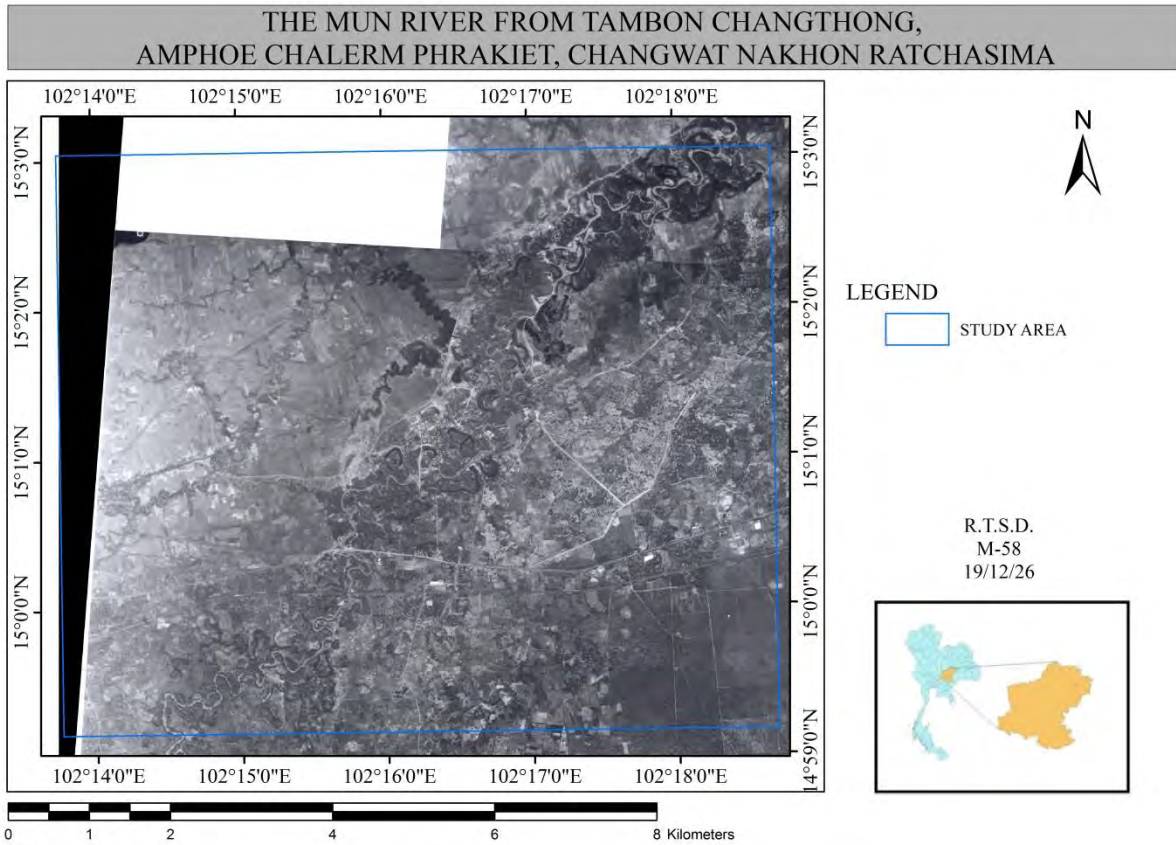 THE MUN RIVER FROM TAMBON CHANGTHONG,
AMPHOE CHALERM PHRAKIET, CHANGWAT NAKHON RATCHASIMA
102°14'0"E 102°15'0"E 102°16'0"E 102°17'0"E 102°18'0"E
15°3'0"N 15°3'0"N
15°2'0"N 15°2'0"N
15°1'0"N 15°1'0"N
15°0'0"N 15°0'0"N
14°59'0"N
102°14'0"E 102°15'0"E 102°16'0"E 102°17'0"E 102°18'0"E
0 1 2 4 6 8 Kilometers
N
LEGEND
STUDY AREA
R.T.S.D.
M-58
19/12/26